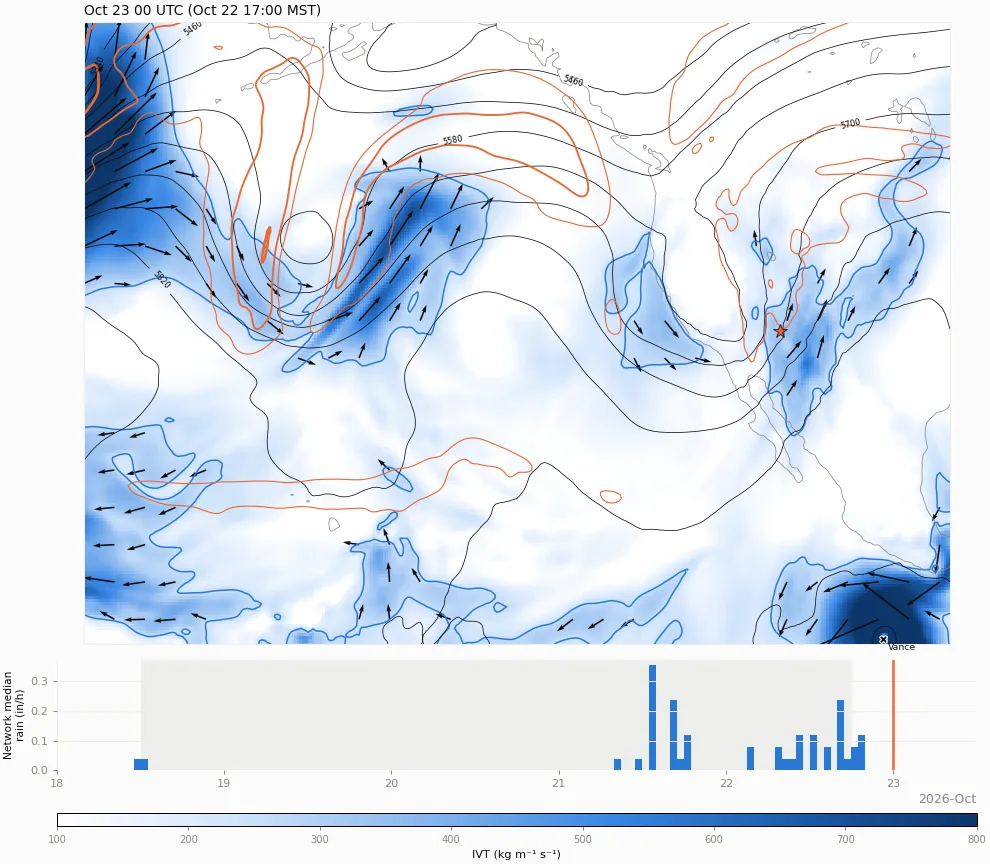 Oct 23 00 UTC (Oct 22 17:00 MST)
5460
5460
5700
5580
5820
Vance
Network median
rain (in/h)
0.3
0.2
0.1
0.0
18 19 20 21 22 23
2026-Oct
100 200 300 400 500 600 700 800
IVT (kg m⁻¹ s⁻¹)